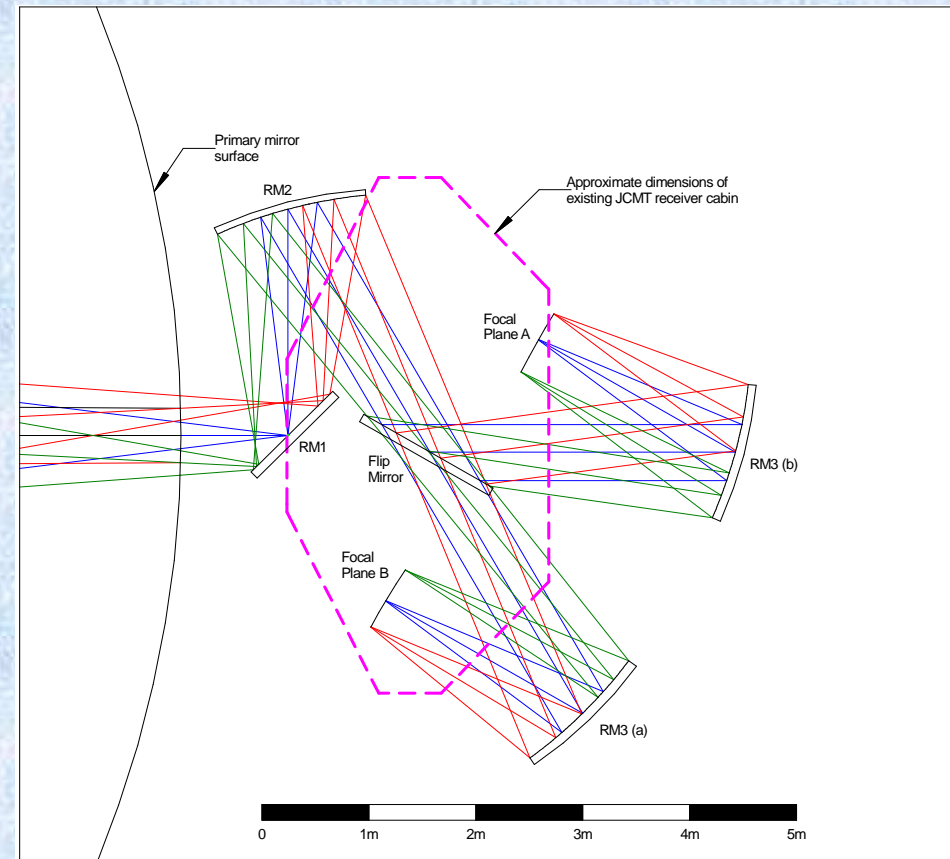 Primary mirror
surface
RM2
Approximate dimensions of
existing JCMT receiver cabin
Focal
Plane A
RM1
Flip
Mirror
RM3 (b)
Focal
Plane B
RM3 (a)
0 1m 2m 3m 4m 5m